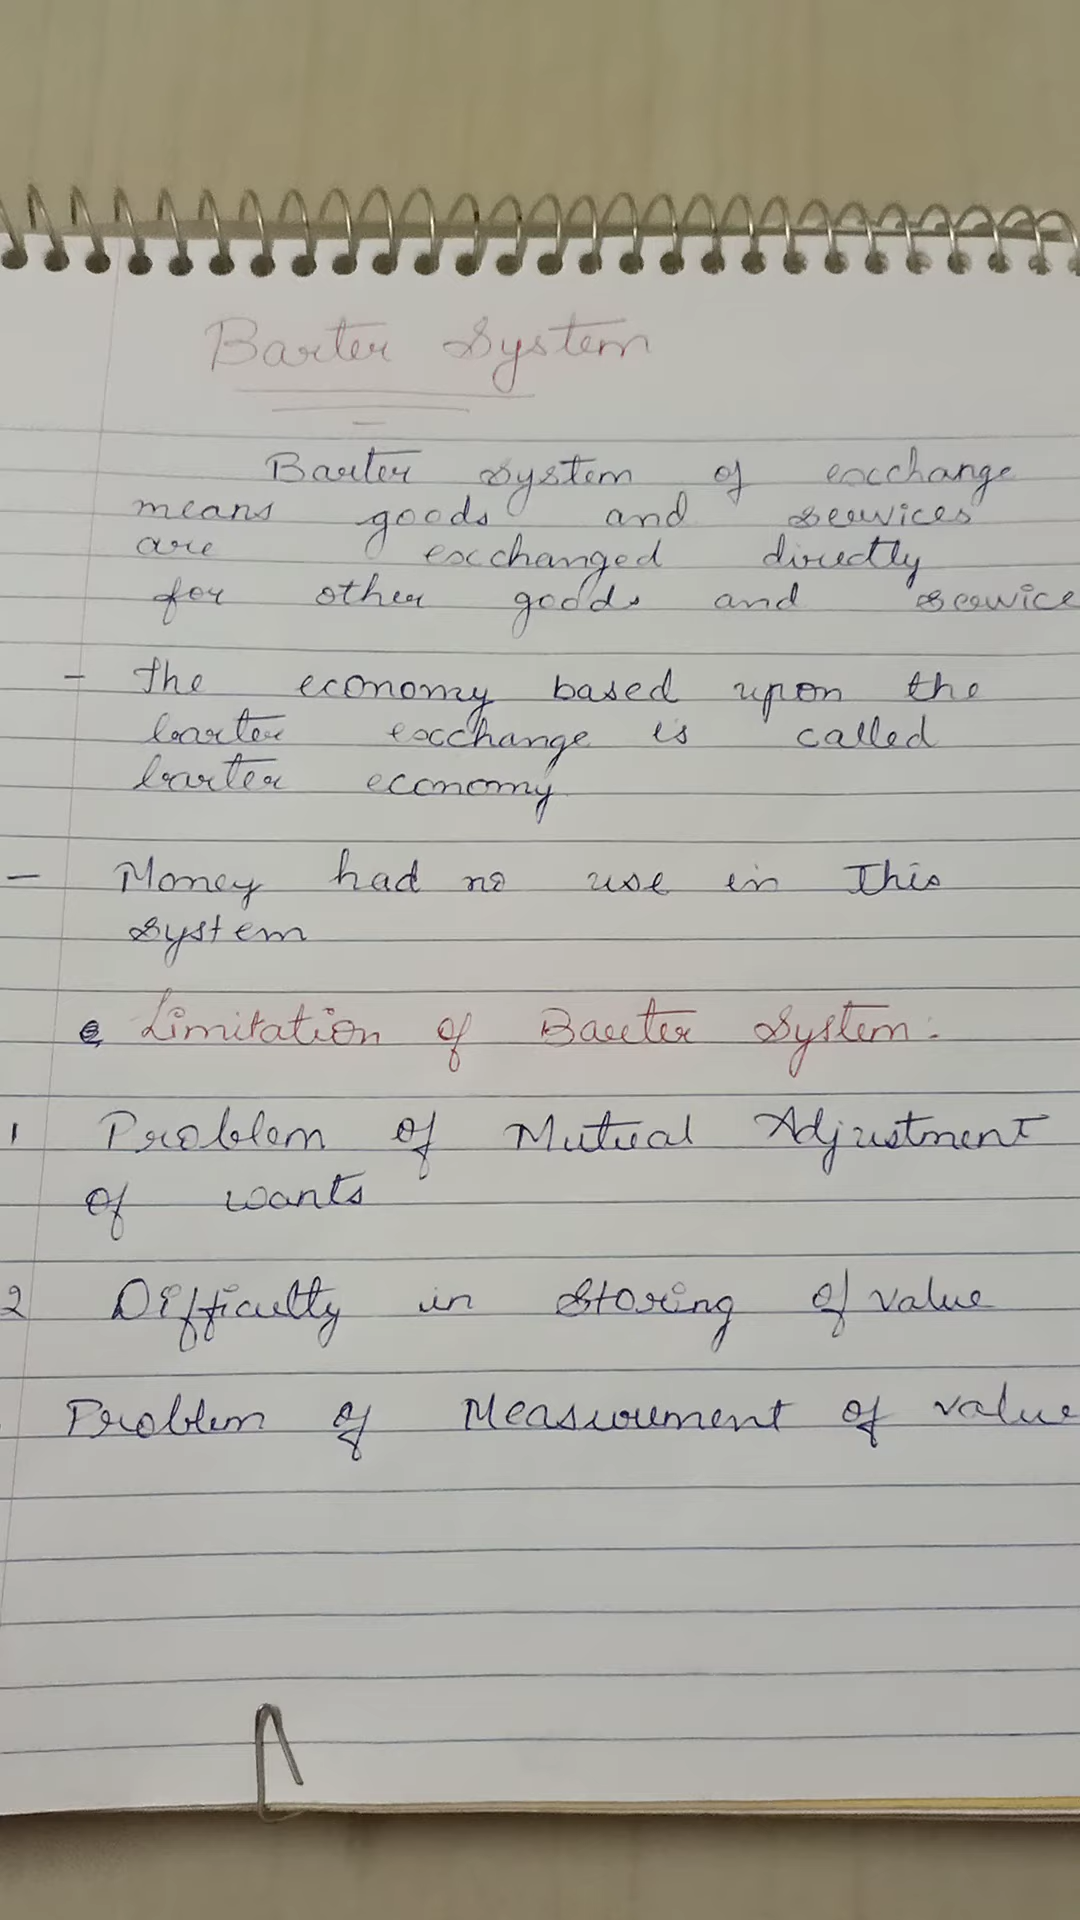 Barter System
Barter system of exchange
means goods and services
are exchanged directly
for other goods and service
- The economy based upon the
barter exchange is called
barter economy
- Money had no use in This
system
Limitation of Barter System:
1 Problem of Mutual Adjustment
of wants
2 Difficulty in storing of value
Problem of Measurement of value